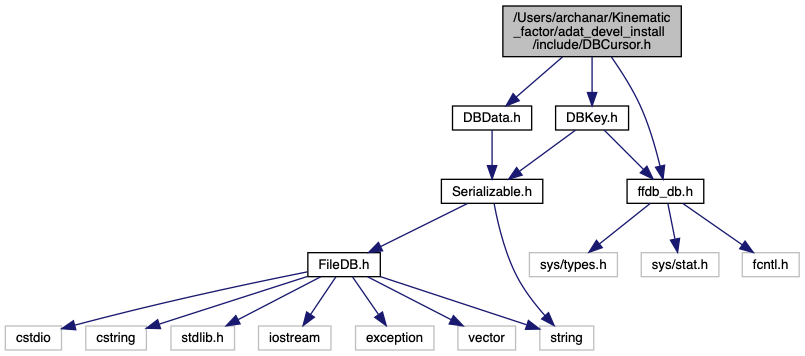 /Users/archanar/Kinematic
_factor/adat_devel_install
/include/DBCursor.h
DBData.h
DBKey.h
Serializable.h
ffdb_db.h
FileDB.h
sys/types.h
sys/stat.h
fcntl.h
cstdio
cstring
stdlib.h
iostream
exception
vector
string